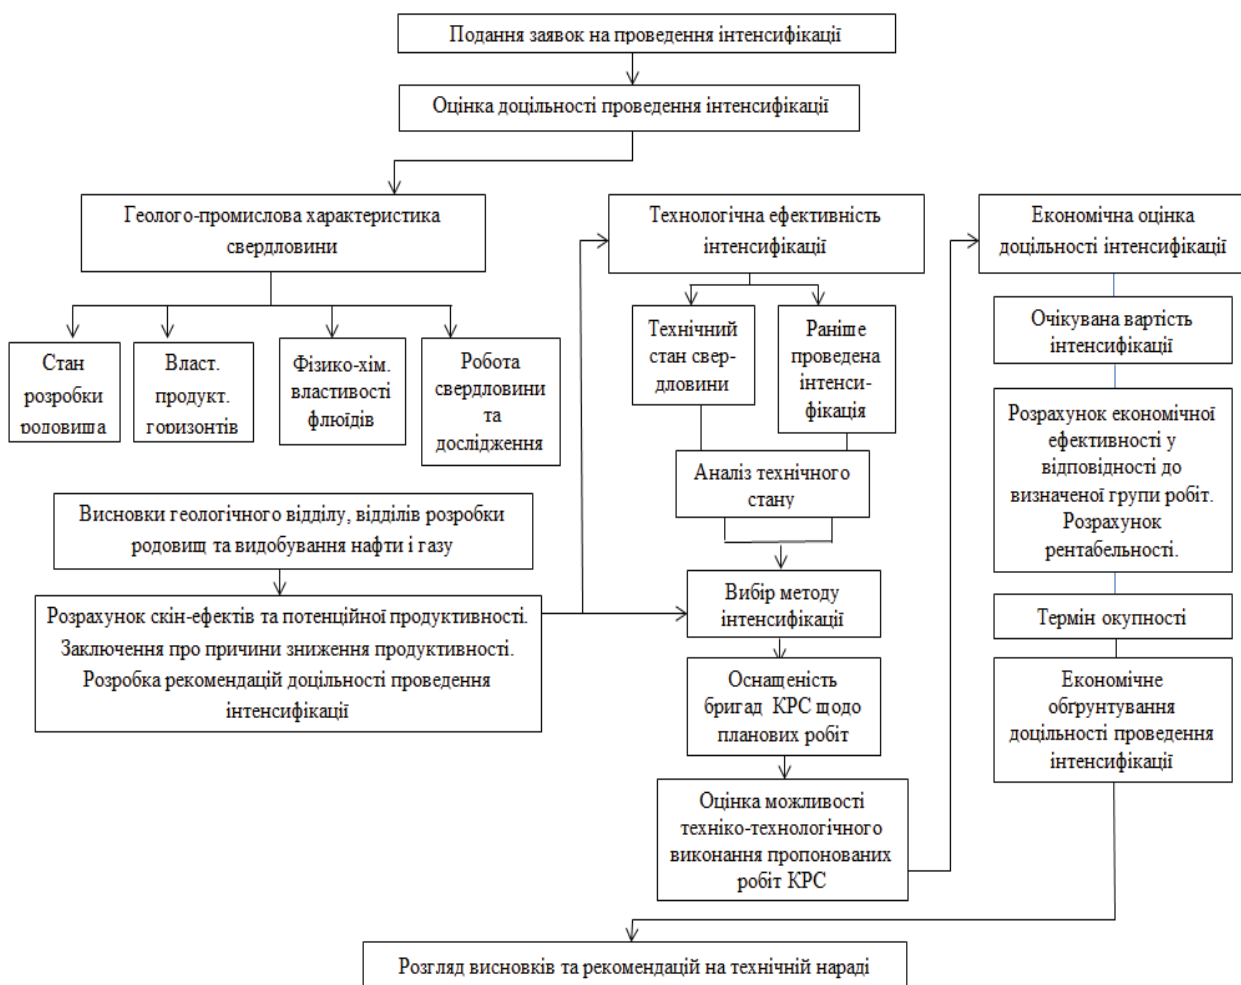 Подання заявок на проведення інтенсифікації
Оцінка доцільності проведення інтенсифікації
Геолого-промислова характеристика
свердловини
Технологічна ефективність
інтенсифікації
Економічна оцінка
доцільності інтенсифікації
Стан
розробки
родовища
Власт.
продукт.
горизонтів
Фізико-хім.
властивості
флюїдів
Робота
свердловини
та
дослідження
Технічний
стан свер-
дловини
Раніше
проведена
інтенси-
фікація
Очікувана вартість
інтенсифікації
Розрахунок економічної
ефективності у
відповідності до
визначеної групи робіт.
Розрахунок
рентабельності.
Аналіз технічного
стану
Висновки геологічного відділу, відділів розробки
родовищ та видобування нафти і газу
Розрахунок скін-ефектів та потенційної продуктивності.
Заключення про причини зниження продуктивності.
Розробка рекомендацій доцільності проведення
інтенсифікації
Вибір методу
інтенсифікації
Термін окупності
Оснащеність
бригад КРС щодо
планових робіт
Економічне
обґрунтування
доцільності проведення
інтенсифікації
Оцінка можливості
техніко-технологічного
виконання пропонованих
робіт КРС
Розгляд висновків та рекомендацій на технічній нараді